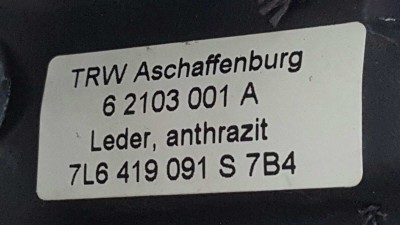 TRW Aschaffenburg
6 2103 001 A
Leder, anthrazit
7L6 419 091 S 7B4